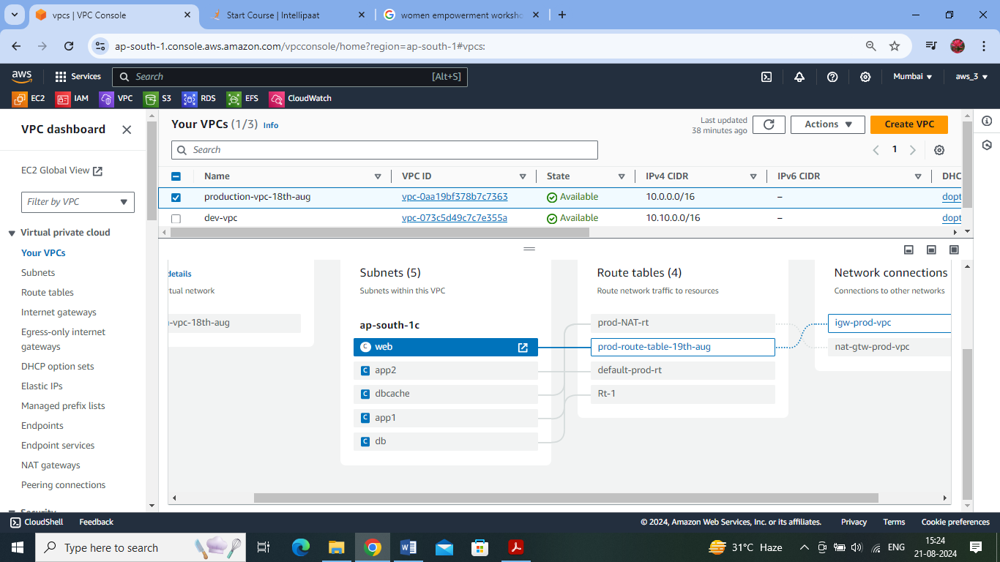 vpcs | VPC Console
Start Course | Intellipaat
women empowerment worksho
ap-south-1.console.aws.amazon.com/vpcconsole/home?region=ap-south-1#vpcs:
aws
Services
Search
[Alt+S]
Mumbai
aws_3
EC2
IAM
VPC
S3
RDS
EFS
CloudWatch
VPC dashboard
EC2 Global View
Filter by VPC
Virtual private cloud
Your VPCs
Subnets
Route tables
Internet gateways
Egress-only internet
gateways
DHCP option sets
Elastic IPs
Managed prefix lists
Endpoints
Endpoint services
NAT gateways
Peering connections
Security
Your VPCs (1/3) Info
Last updated
38 minutes ago
Actions
Create VPC
Search
1
Name
VPC ID
State
IPv4 CIDR
IPv6 CIDR
DHC
production-vpc-18th-aug
vpc-0aa19bf378b7c7363
Available
10.0.0.0/16
–
dopt
dev-vpc
vpc-073c5d49c7c7e355a
Available
10.10.0.0/16
–
dopt
details
rtual network
-vpc-18th-aug
Subnets (5)
Subnets within this VPC
ap-south-1c
C web
C app2
C dbcache
C app1
C db
Route tables (4)
Route network traffic to resources
prod-NAT-rt
prod-route-table-19th-aug
default-prod-rt
Rt-1
Network connections
Connections to other networks
igw-prod-vpc
nat-gtw-prod-vpc
CloudShell
Feedback
© 2024, Amazon Web Services, Inc. or its affiliates.
Privacy
Terms
Cookie preferences
Type here to search
31°C Haze
ENG
15:24
21-08-2024